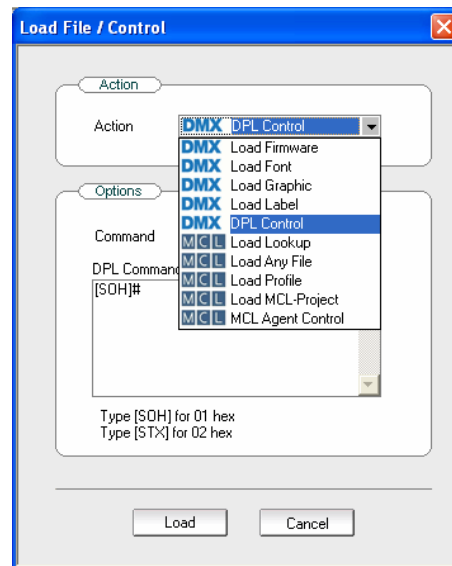 Load File / Control
Action
Action DMX DPL Control
DMX Load Firmware
DMX Load Font
DMX Load Graphic
DMX Load Label
DMX DPL Control
MCL Load Lookup
MCL Load Any File
MCL Load Profile
MCL Load MCL-Project
MCL MCL Agent Control
Options
Command
DPL Command
[SOH]#
Type [SOH] for 01 hex
Type [STX] for 02 hex
Load Cancel